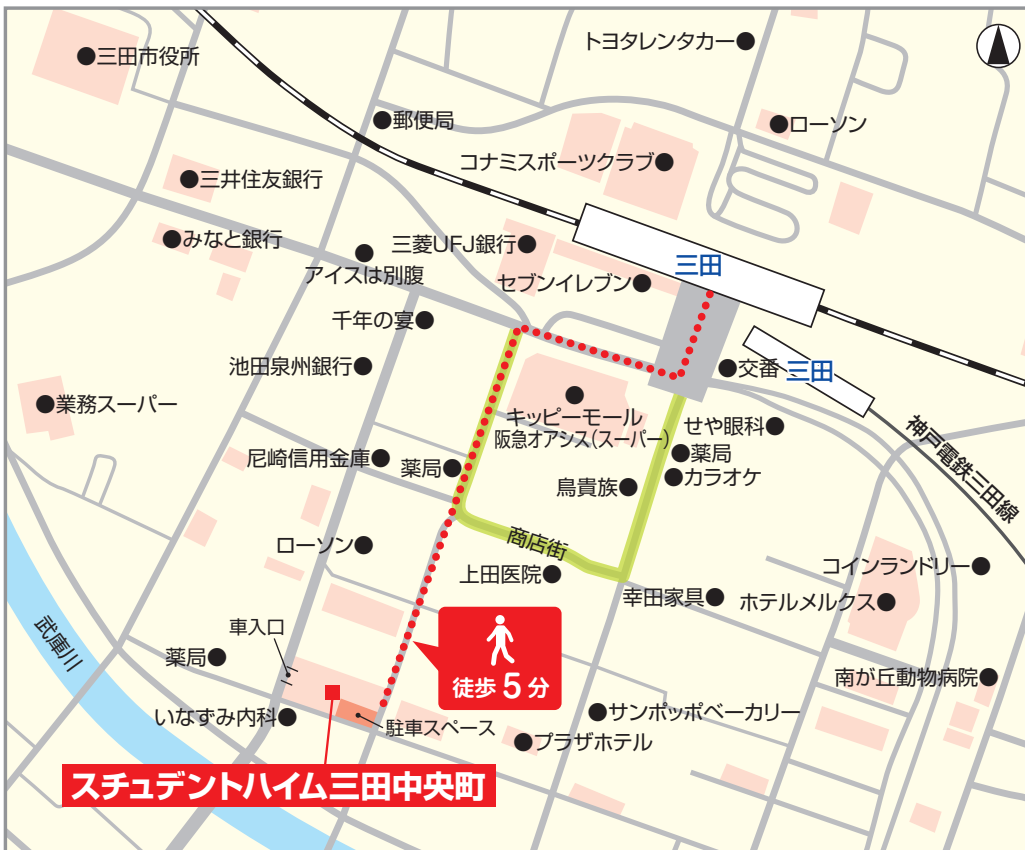 トヨタレンタカー
三田市役所
郵便局
ローソン
コナミスポーツクラブ
三井住友銀行
みなと銀行
三菱UFJ銀行
アイスは別腹
三田
セブンイレブン
千年の宴
池田泉州銀行
交番
三田
業務スーパー
キッピーモール
阪急オアシス(スーパー)
せや眼科
神戸電鉄三田線
尼崎信用金庫
薬局
薬局
カラオケ
鳥貴族
商店街
ローソン
上田医院
コインランドリー
幸田家具
ホテルメルクス
武庫川
車入口
薬局
徒歩5分
南が丘動物病院
いなずみ内科
駐車スペース
サンポッポベーカリー
プラザホテル
スチュデントハイム三田中央町